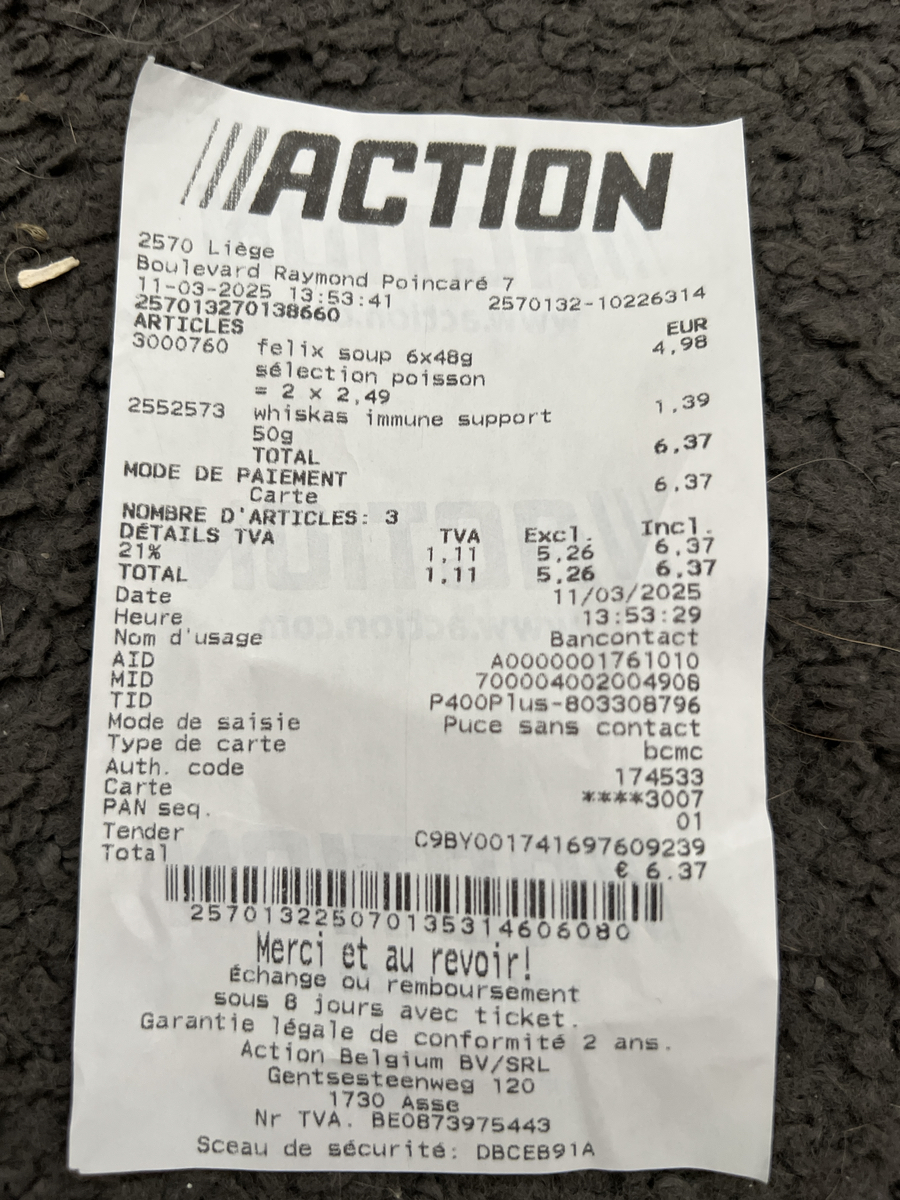 ACTION
2570 Liège
Boulevard Raymond Poincaré 7
11-03-2025 13:53:41 2570132-10226314
257013270138660
ARTICLES EUR
3000760 felix soup 6x48g 4,98
sélection poisson
= 2 x 2,49
2552573 whiskas immune support 1,39
50g
TOTAL 6,37
MODE DE PAIEMENT
Carte 6,37
NOMBRE D'ARTICLES: 3
DÉTAILS TVA TVA Excl. Incl.
21% 1,11 5,26 6,37
TOTAL 1,11 5,26 6,37
Date 11/03/2025
Heure 13:53:29
Nom d'usage Bancontact
AID A0000001761010
MID 700004002004908
TID P400Plus-803308796
Mode de saisie Puce sans contact
Type de carte bcmc
Auth. code 174533
Carte ****3007
PAN seq. 01
Tender C9BY001741697609239
Total € 6.37
257013225070135314606080
Merci et au revoir!
Échange ou remboursement
sous 8 jours avec ticket.
Garantie légale de conformité 2 ans.
Action Belgium BV/SRL
Gentsesteenweg 120
1730 Asse
Nr TVA. BE0873975443
Sceau de sécurité: DBCEB91A